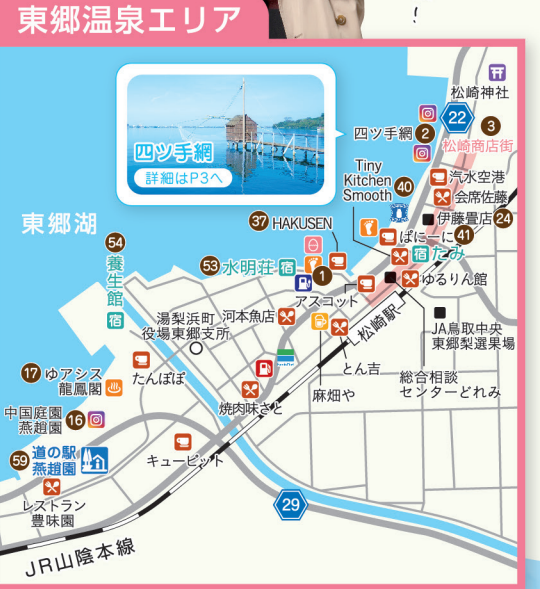 東郷温泉エリア
松崎神社
22
3
四ツ手網
2
松崎商店街
四ツ手網
詳細はP3へ
Tiny
Kitchen
Smooth
40
汽水空港
会席佐藤
伊藤畳店
24
東郷湖
37
HAKUSEN
ぱにーに
41
宿
たみ
54
養生館
宿
53
水明荘
宿
1
アスコット
ゆるりん館
湯梨浜町
役場東郷支所
河本魚店
松崎駅
JA鳥取中央
東郷梨選果場
とん吉
麻畑や
総合相談
センターどれみ
17
ゆアシス
龍鳳閣
たんぽぽ
焼肉味さと
16
中国庭園
燕趙園
59
道の駅
燕趙園
キューピット
レストラン
豊味園
29
JR山陰本線